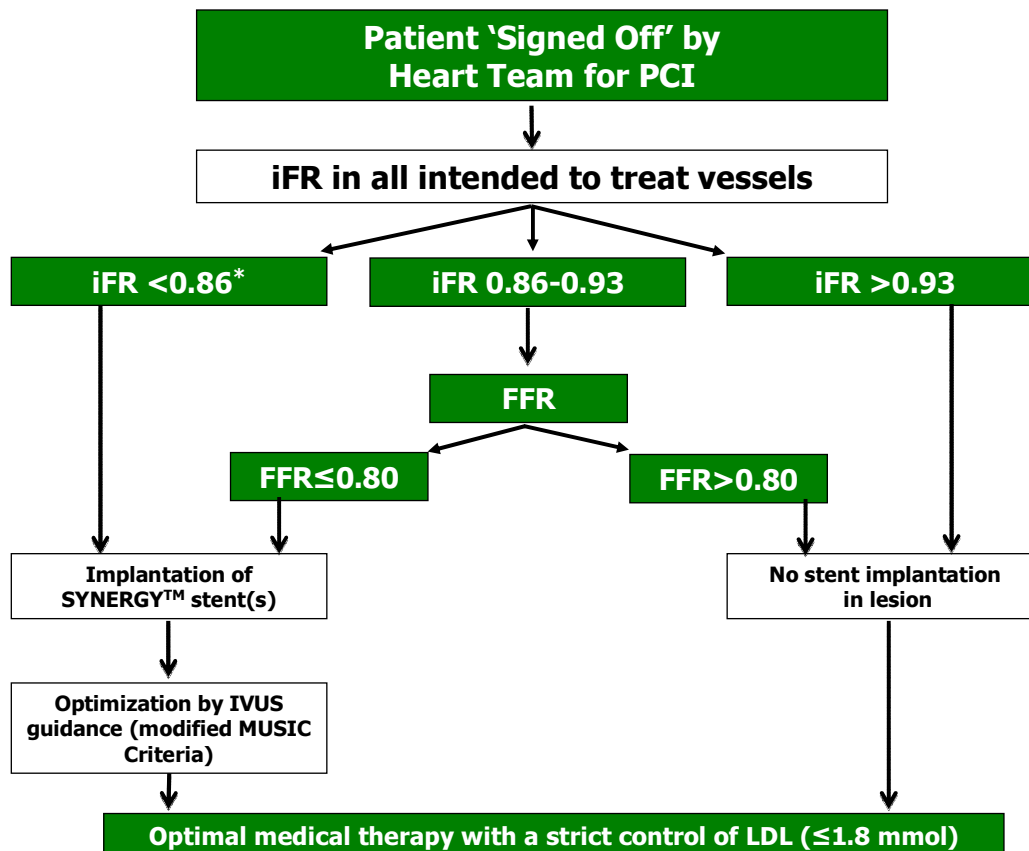 Patient ‘Signed Off’ by
Heart Team for PCI
iFR in all intended to treat vessels
iFR <0.86*
iFR 0.86-0.93
iFR >0.93
FFR
FFR≤0.80
FFR>0.80
Implantation of
SYNERGY™ stent(s)
No stent implantation
in lesion
Optimization by IVUS
guidance (modified MUSIC
Criteria)
Optimal medical therapy with a strict control of LDL (≤1.8 mmol)